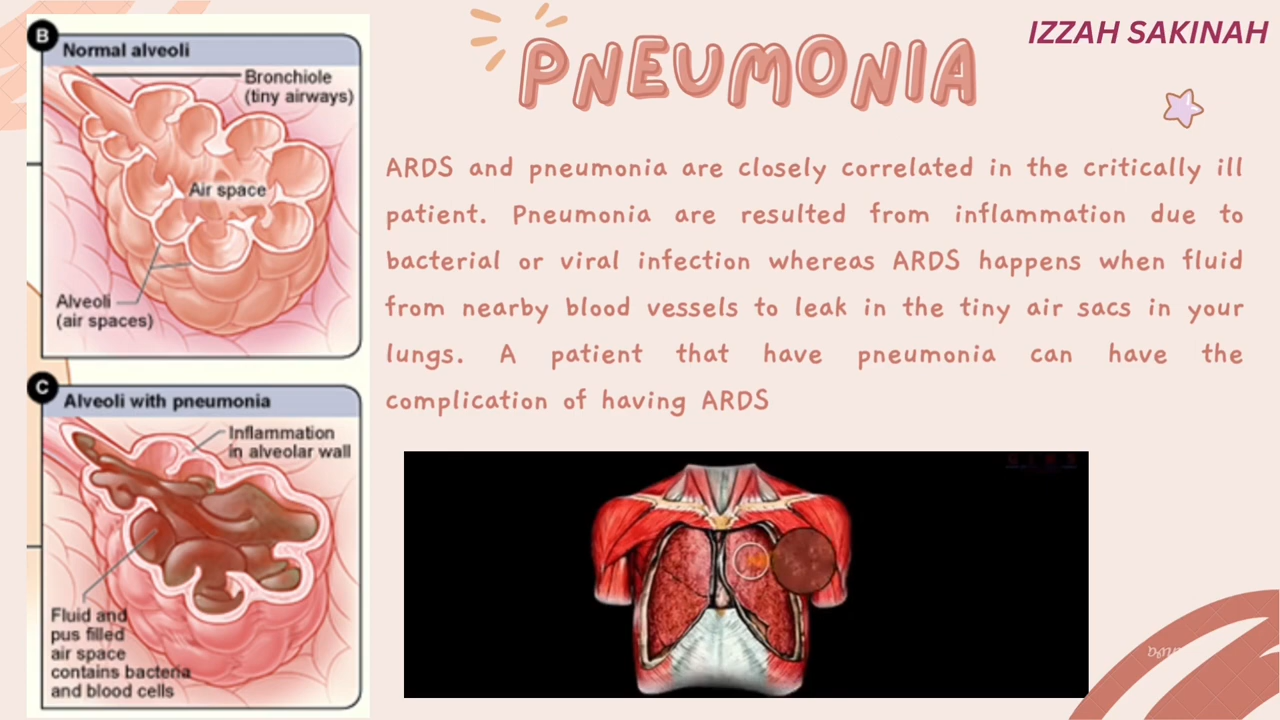 B
Normal alveoli
Bronchiole
(tiny airways)
Air space
Alveoli
(air spaces)
C
Alveoli with pneumonia
Inflammation
in alveolar wall
Fluid and
pus filled
air space
contains bacteria
and blood cells
PNEUMONIA
IZZAH SAKINAH
ARDS and pneumonia are closely correlated in the critically ill
patient. Pneumonia are resulted from inflammation due to
bacterial or viral infection whereas ARDS happens when fluid
from nearby blood vessels to leak in the tiny air sacs in your
lungs. A patient that have pneumonia can have the
complication of having ARDS